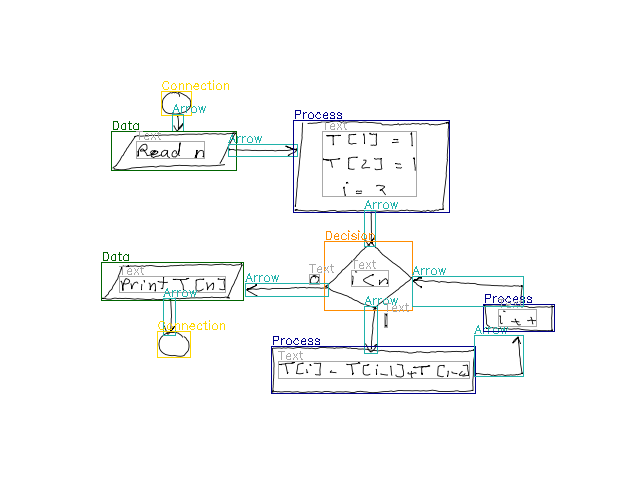 Connection
Arrow
Data
Text
Read n
Arrow
Process
Text
T[1] = 1
T[2] = 1
i = 3
Arrow
Decision
Text
i<n
Text
0
Arrow
Data
Text
Print T[n]
Arrow
Connection
Arrow
Process
i++
Arrow
Arrow
Text
1
Process
Text
T[i] - T[i-1]+T[i-2]